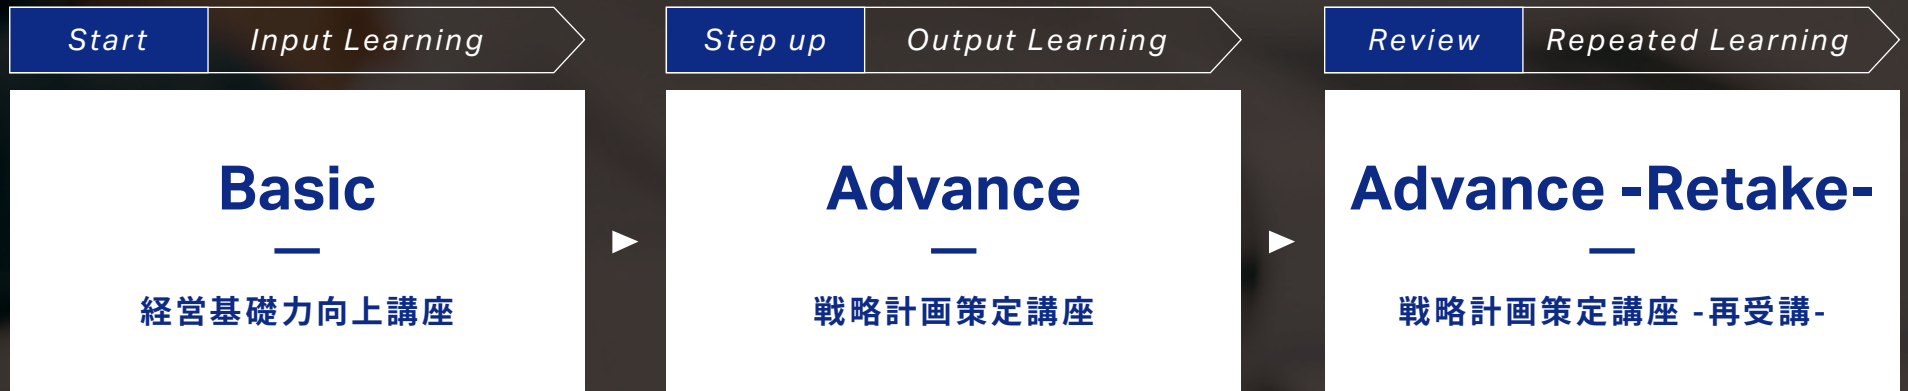 Start Input Learning
Basic
経営基礎力向上講座
Step up Output Learning
Advance
戦略計画策定講座
Review Repeated Learning
Advance -Retake-
戦略計画策定講座 -再受講-